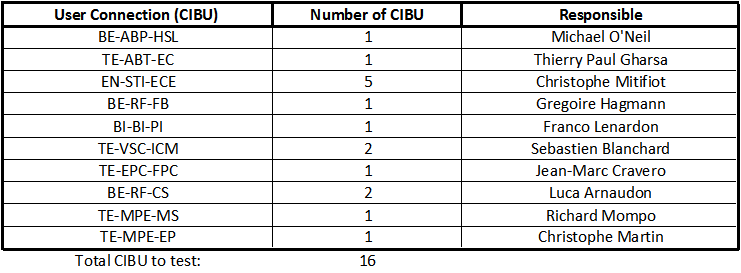 User Connection (CIBU) Number of CIBU Responsible
BE-ABP-HSL 1 Michael O'Neil
TE-ABT-EC 1 Thierry Paul Gharsa
EN-STI-ECE 5 Christophe Mitifiot
BE-RF-FB 1 Gregoire Hagmann
BI-BI-PI 1 Franco Lenardon
TE-VSC-ICM 2 Sebastien Blanchard
TE-EPC-FPC 1 Jean-Marc Cravero
BE-RF-CS 2 Luca Arnaudon
TE-MPE-MS 1 Richard Mompo
TE-MPE-EP 1 Christophe Martin
Total CIBU to test: 16